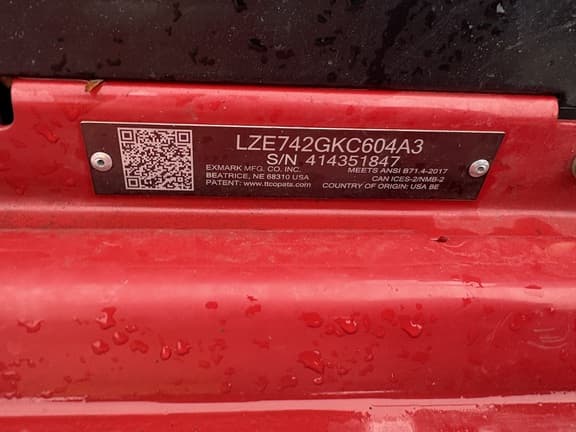 LZE742GKC604A3
S/N 414351847
EXMARK MFG. CO. INC. MEETS ANSI B71.4-2017
BEATRICE, NE 68310 USA CAN ICES-2/NMB-2
PATENT: www.ttcopats.com COUNTRY OF ORIGIN: USA BE